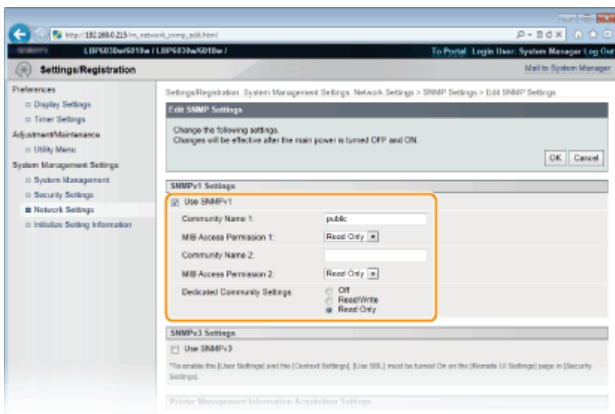 http://192.168.0.215/m_network_snmp_edit.html
LBP6030w/6018w / LBP6030w/6018w /
To Portal Login User: System Manager Log Out
Settings/Registration
Mail to System Manager
Preferences
Display Settings
Timer Settings
Adjustment/Maintenance
Utility Menu
System Management Settings
System Management
Security Settings
Network Settings
Initialize Setting Information
Settings/Registration: System Management Settings: Network Settings > SNMP Settings > Edit SNMP Settings
Edit SNMP Settings
Change the following settings.
Changes will be effective after the main power is turned OFF and ON.
OK Cancel
SNMPv1 Settings
Use SNMPv1
Community Name 1: public
MIB Access Permission 1: Read Only
Community Name 2:
MIB Access Permission 2: Read Only
Dedicated Community Settings: Off
Read/Write
Read Only
SNMPv3 Settings
Use SNMPv3
*To enable the [User Settings] and the [Context Settings], [Use SSL] must be turned On on the [Remote UI Settings] page in [Security
Settings].
Printer Management Information Acquisition Settings